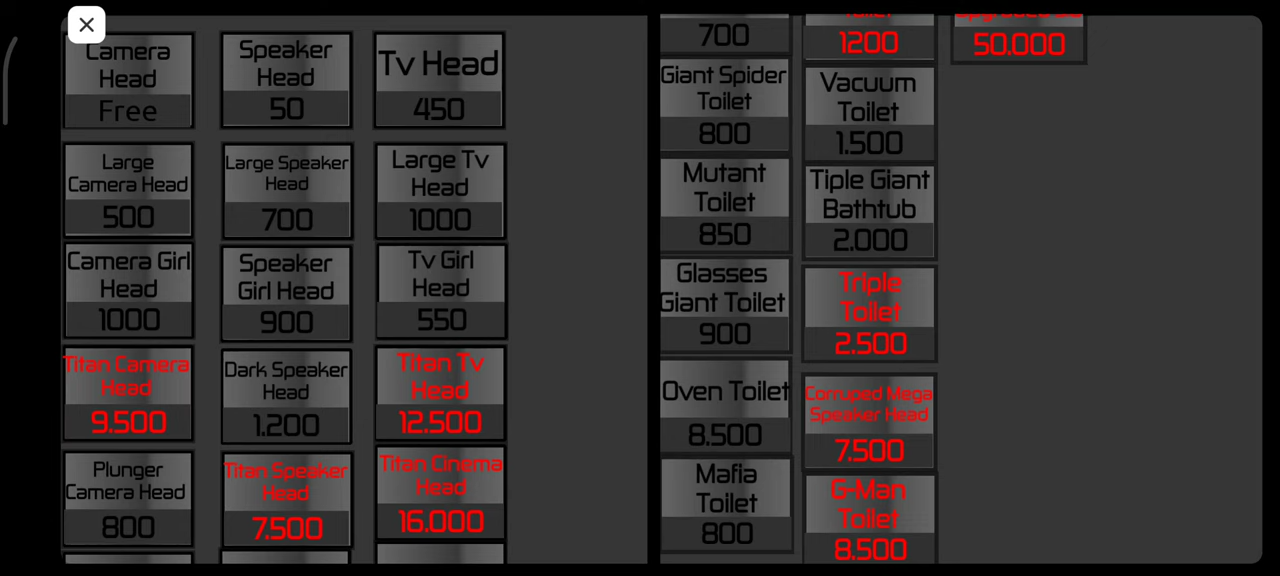 Camera
Head
Free
Speaker
Head
50
Tv Head
450
Large
Camera Head
500
Large Speaker
Head
700
Large Tv
Head
1000
Camera Girl
Head
1000
Speaker
Girl Head
900
Tv Girl
Head
550
Titan Camera
Head
9.500
Dark Speaker
Head
1.200
Titan Tv
Head
12.500
Plunger
Camera Head
800
Titan Speaker
Head
7.500
Titan Cinema
Head
16.000
700
Giant Spider
Toilet
800
Mutant
Toilet
850
Glasses
Giant Toilet
900
Oven Toilet
8.500
Mafia
Toilet
800
1200
Vacuum
Toilet
1.500
Tiple Giant
Bathtub
2.000
Triple
Toilet
2.500
Corruped Mega
Speaker Head
7.500
G-Man
Toilet
8.500
50.000